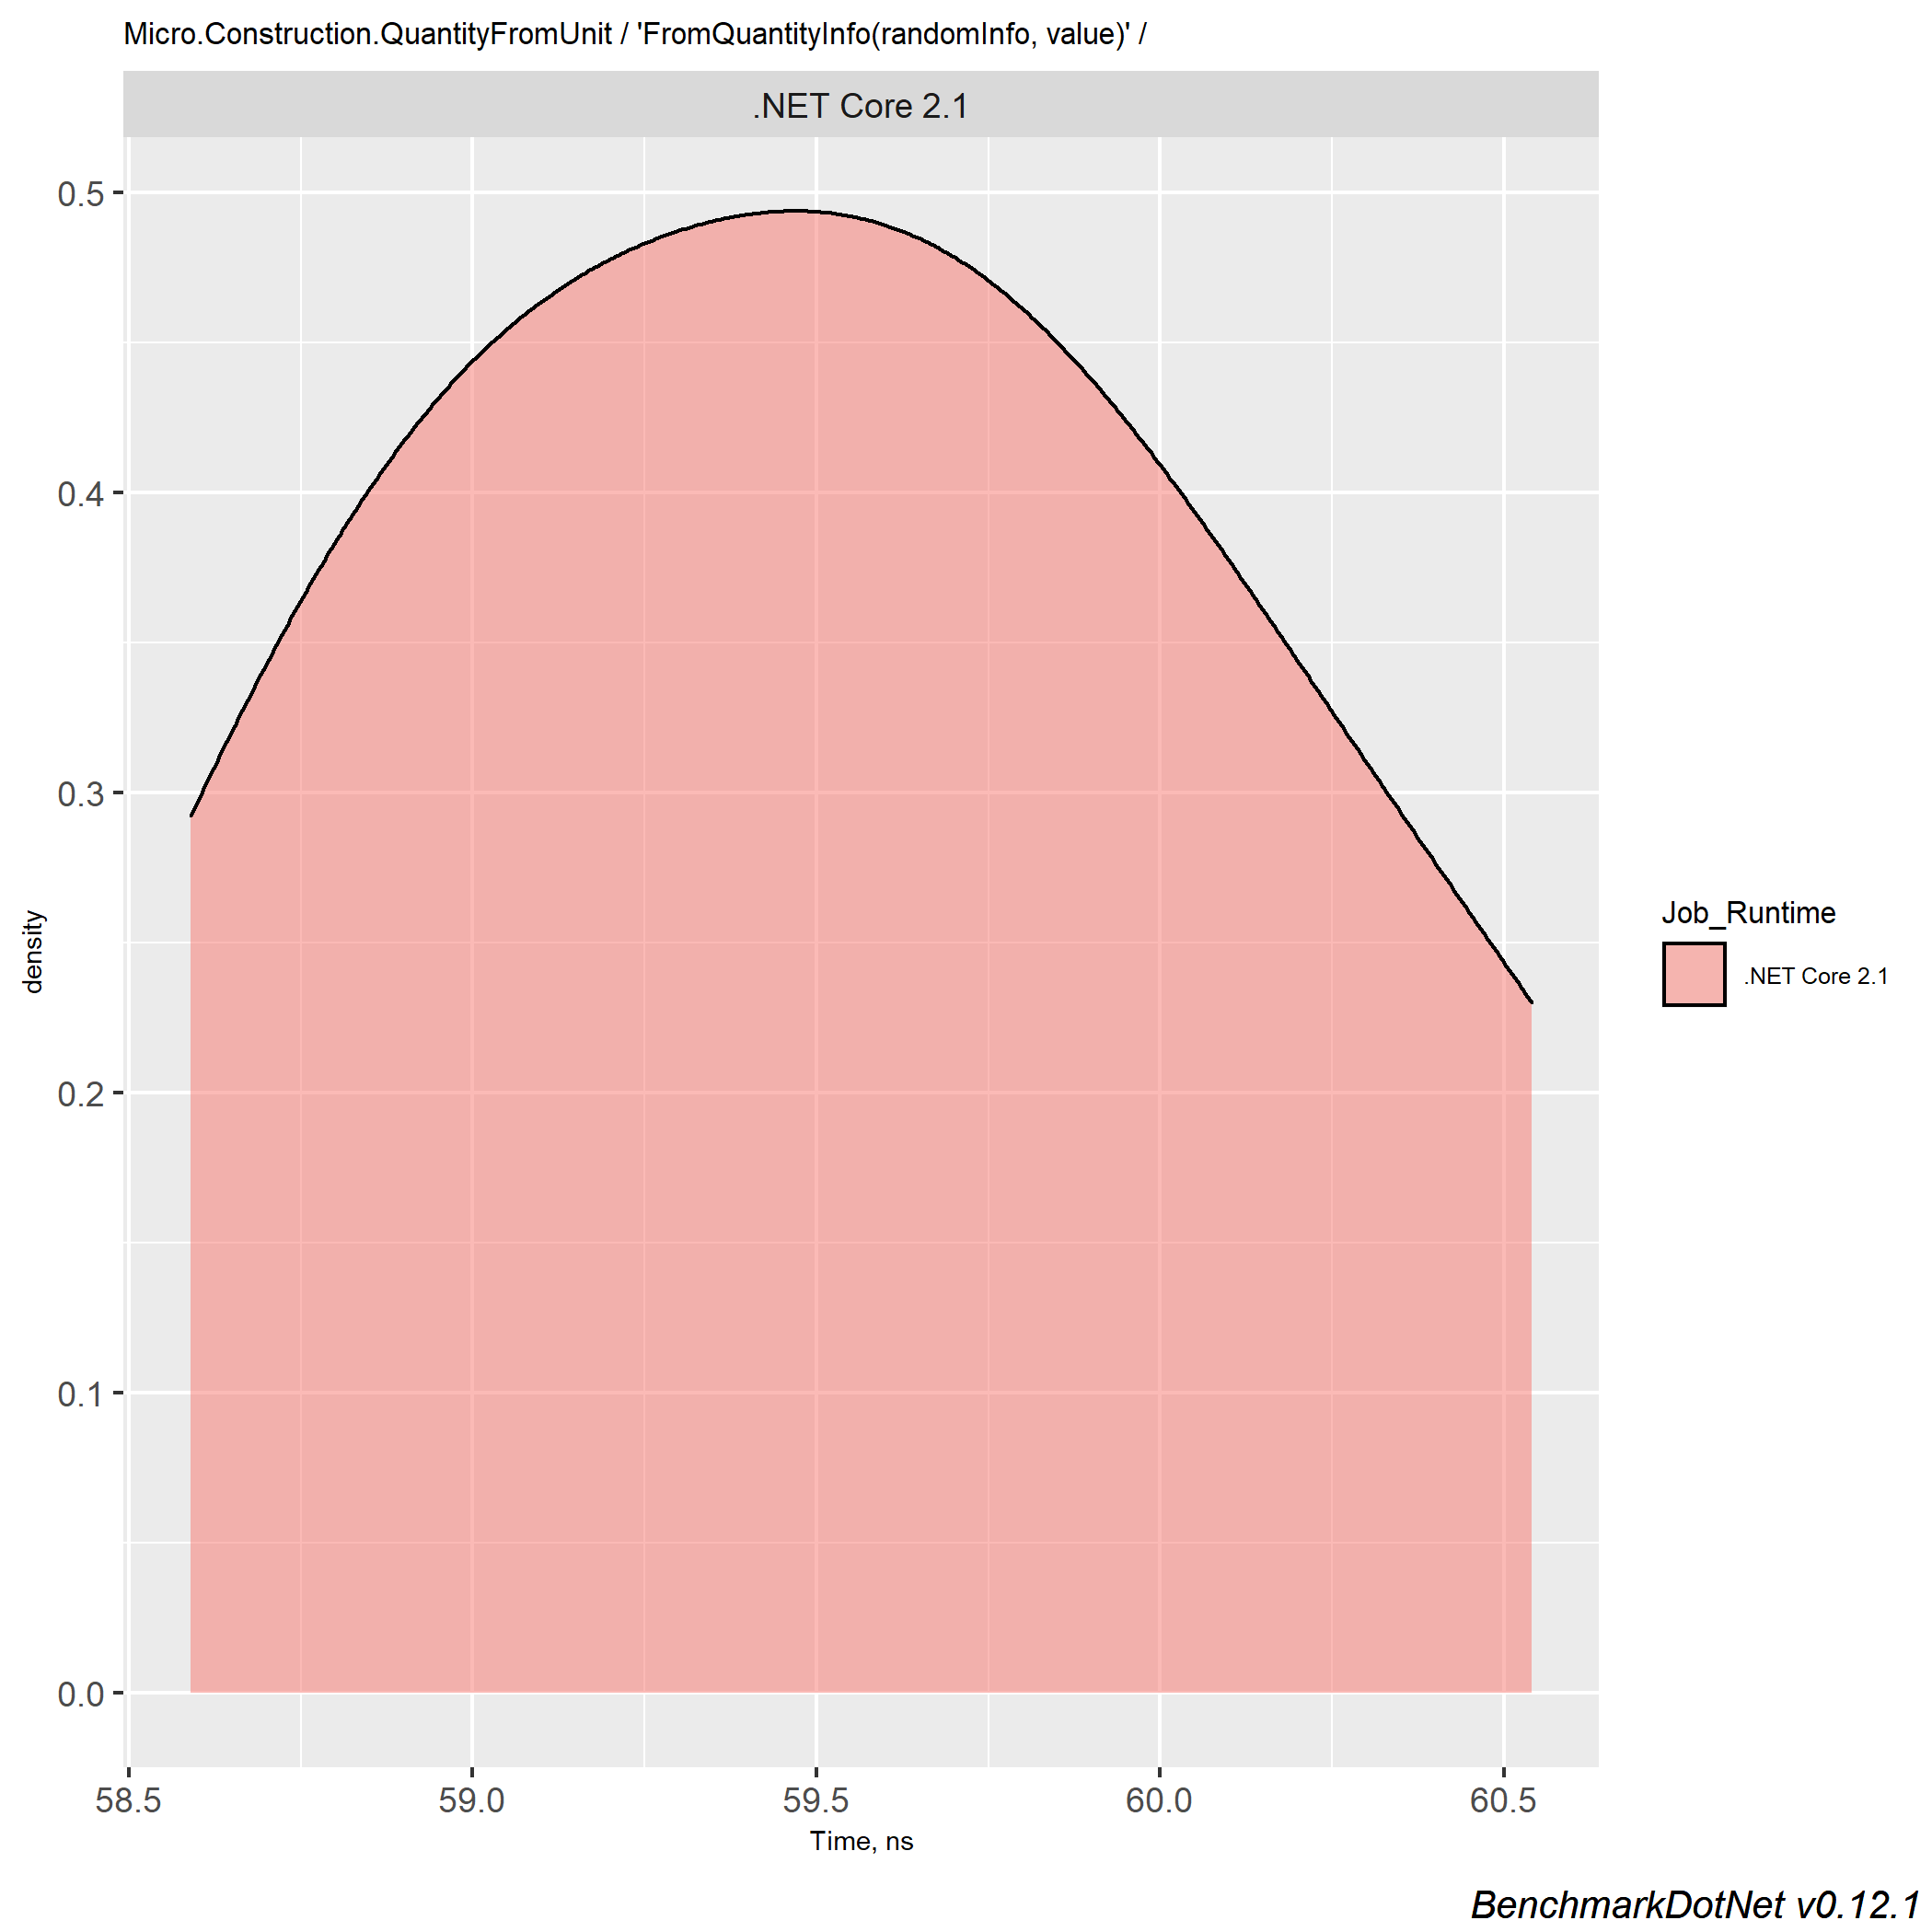 Micro.Construction.QuantityFromUnit / 'FromQuantityInfo(randomInfo, value)' /
.NET Core 2.1
0.5
0.4
0.3
0.2
0.1
0.0
density
58.5 59.0 59.5 60.0 60.5
Time, ns
Job_Runtime
.NET Core 2.1
BenchmarkDotNet v0.12.1